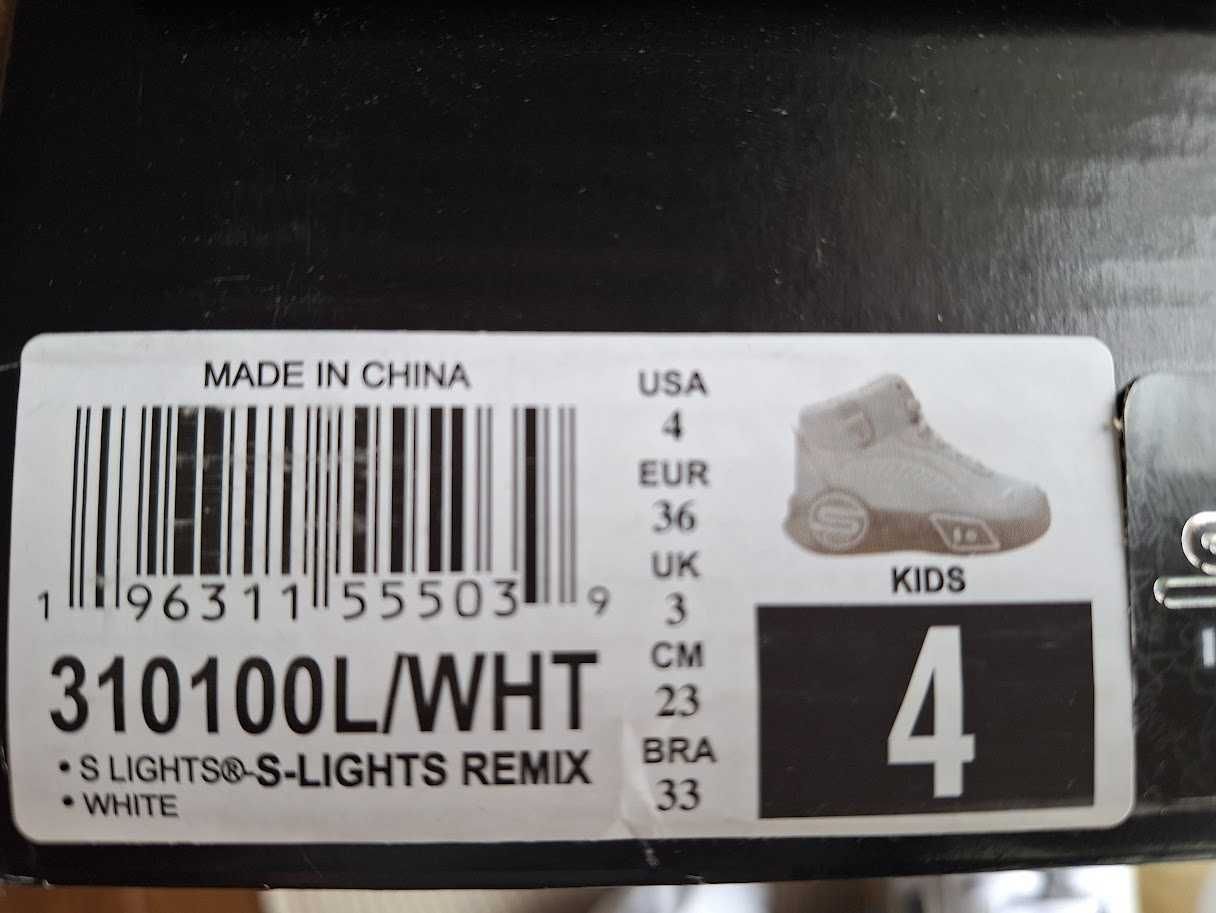 MADE IN CHINA
1 96311 55503 9
310100L/WHT
• S LIGHTS®-S-LIGHTS REMIX
• WHITE
USA
4
EUR
36
UK
3
CM
23
BRA
33
KIDS
4